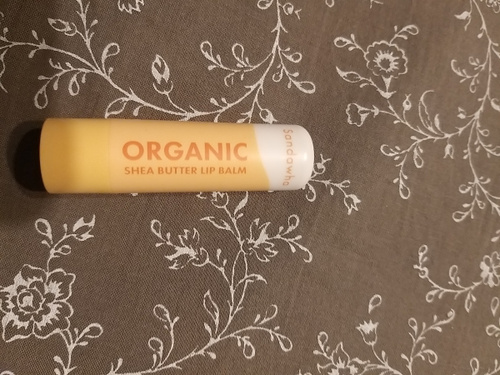 ORGANIC
SHEA BUTTER LIP BALM
Sandawha